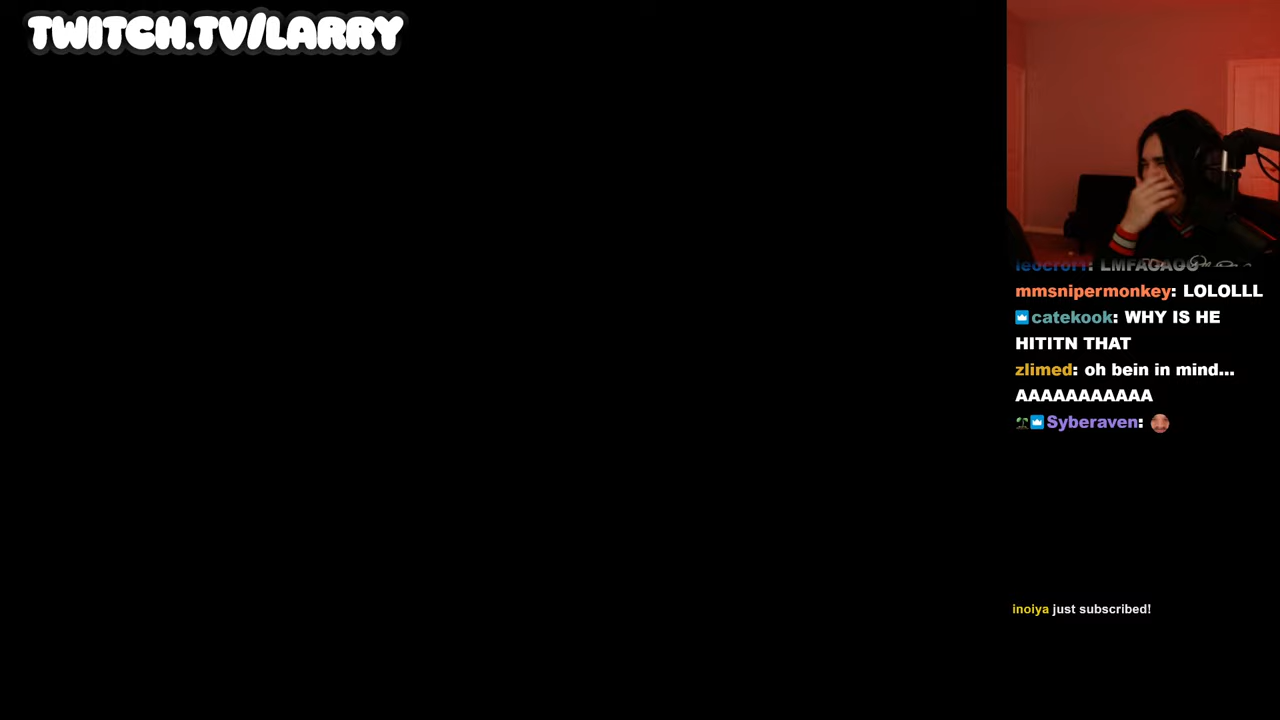 TWITCH.TV/LARRY
mmsnipermonkey: LOLOLLL
catekook: WHY IS HE
HITITN THAT
zlimed: oh bein in mind...
AAAAAAAAAAA
Syberaven:
inoiya just subscribed!